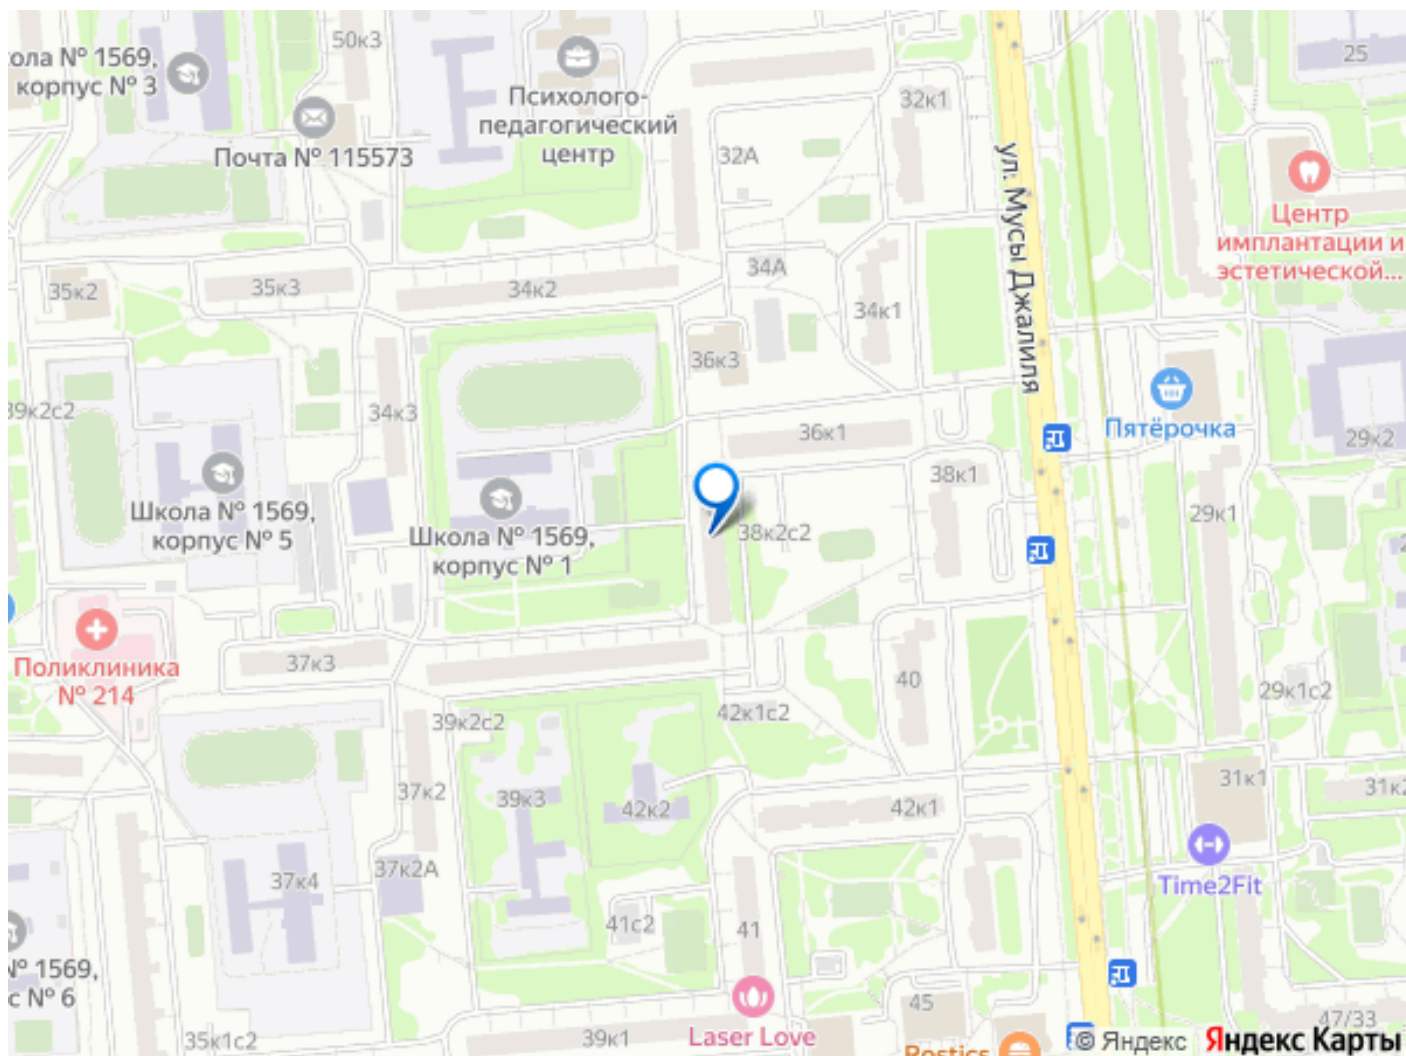 50к3
кола № 1569,
корпус № 3
25
Психолого-
педагогический
центр
32к1
Почта № 115573
32А
ул. Мусы Джалиля
Центр
имплантации и
эстетической...
34А
35к2
35к3
34к2
34к1
36к3
39к2с2
34к3
36к1
Пятёрочка
29к2
38к1
Школа № 1569,
корпус № 5
Школа № 1569,
корпус № 1
38к2с2
29к1
Поликлиника
№ 214
37к3
40
29к1с2
39к2с2
42к1с2
37к2
39к3
42к2
42к1
31к1
31к2
37к4
37к2А
Time2Fit
41с2
41
№ 1569,
с № 6
45
47/33
35к1с2
39к1
Laser Love
Rostics
© Яндекс
Яндекс Карты